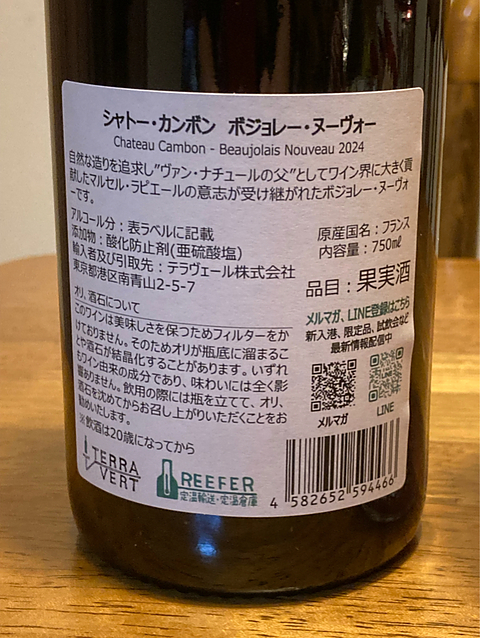 シャトー・カンボン ボジョレー・ヌーヴォー
Chateau Cambon - Beaujolais Nouveau 2024
自然な造りを追求し"ヴァン・ナチュールの父"としてワイン界に大きく貢
献したマルセル・ラピエールの意志が受け継がれたボジョレー・ヌーヴォ
ーです。
アルコール分：表ラベルに記載
添加物：酸化防止剤(亜硫酸塩)
輸入者及び引取先：テラヴェール株式会社
東京都港区南青山2-5-7
原産国名：フランス
内容量：750㎖
品目：果実酒
オリ、酒石について
このワインは美味しさを保つためフィルターをか
けておりません。そのためオリが瓶底に溜まるこ
とや酒石が結晶化することがあります。いずれ
もワイン由来の成分であり、味わいには全く影
響ありません。飲用の際には瓶を立てて、オリ、
酒石を沈めてからお召し上がりいただくことをお
勧めいたします。
※飲酒は20歳になってから
メルマガ、LINE登録はこちら
新入港、限定品、試飲会など
最新情報配信中
メルマガ
LINE
TERRA
VERT
REEFER
定温輸送・定温倉庫
4 582652 594466